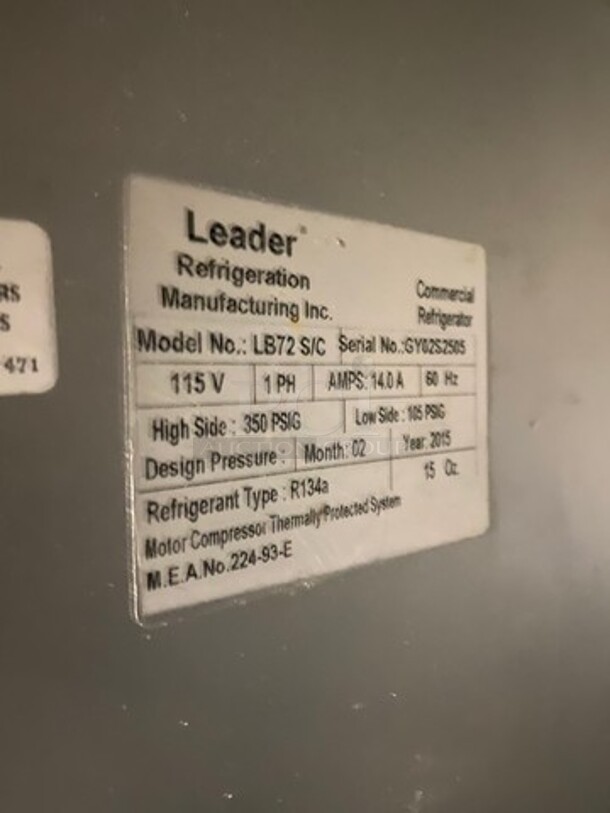 Leader®
Refrigeration
Manufacturing Inc.
Commercial
Refrigerator
Model No.: LB72 S/C Serial No.:GY02S2505
115 V 1 PH AMPS: 14.0 A 60 Hz
High Side : 350 PSIG Low Side : 105 PSIG
Design Pressure : Month: 02 Year: 2015
Refrigerant Type : R134a 15 Oz.
Motor Compressor Thermally Protected System
M.E.A.No.224-93-E
RS
S
471